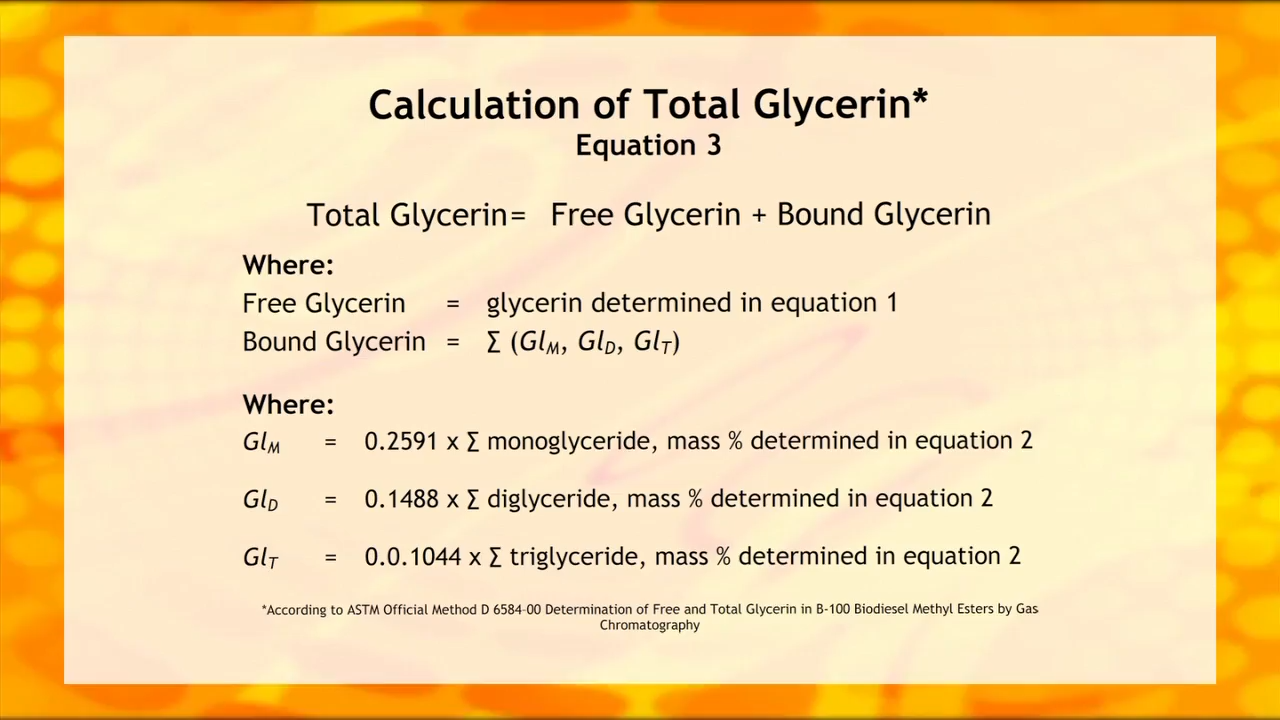 Calculation of Total Glycerin*
Equation 3
Total Glycerin= Free Glycerin + Bound Glycerin
Where:
Free Glycerin = glycerin determined in equation 1
Bound Glycerin = ∑ (GlM, GlD, GlT)
Where:
GlM = 0.2591 x ∑ monoglyceride, mass % determined in equation 2
GlD = 0.1488 x ∑ diglyceride, mass % determined in equation 2
GlT = 0.0.1044 x ∑ triglyceride, mass % determined in equation 2
*According to ASTM Official Method D 6584-00 Determination of Free and Total Glycerin in B-100 Biodiesel Methyl Esters by Gas
Chromatography